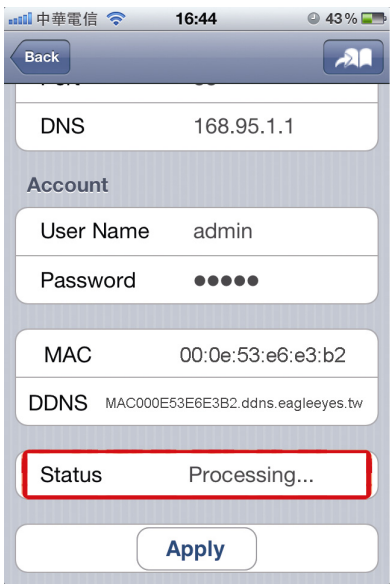 中華電信 16:44 43%
Back
DNS 168.95.1.1
Account
User Name admin
Password ●●●●●
MAC 00:0e:53:e6:e3:b2
DDNS MAC000E53E6E3B2.ddns.eagleeyes.tw
Status Processing...
Apply